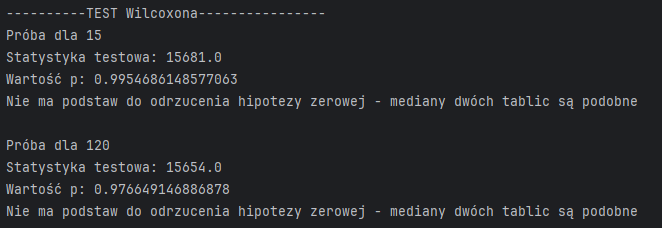 ----------TEST Wilcoxona----------------
Próba dla 15
Statystyka testowa: 15681.0
Wartość p: 0.9954686148577063
Nie ma podstaw do odrzucenia hipotezy zerowej - mediany dwóch tablic są podobne
Próba dla 120
Statystyka testowa: 15654.0
Wartość p: 0.976649146886878
Nie ma podstaw do odrzucenia hipotezy zerowej - mediany dwóch tablic są podobne